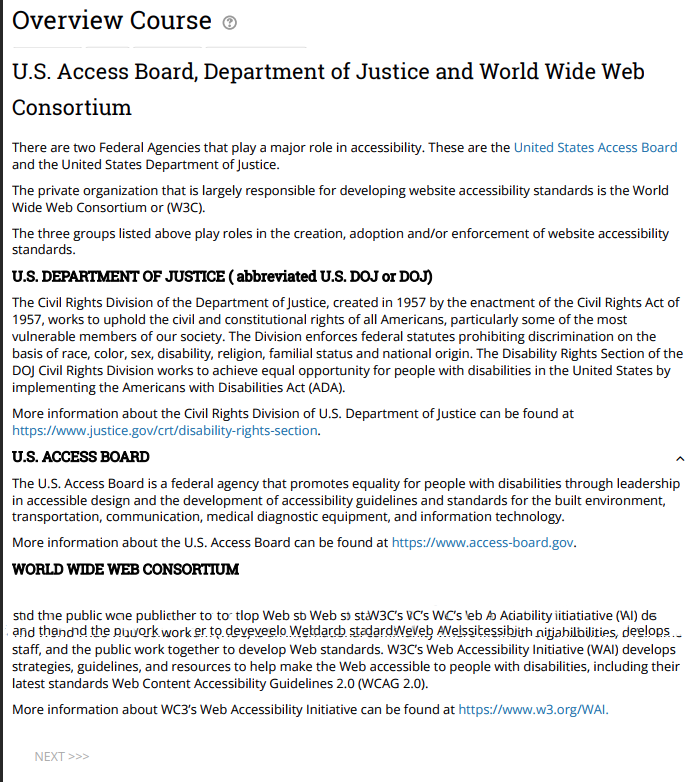 Overview Course ?
U.S. Access Board, Department of Justice and World Wide Web
Consortium
There are two Federal Agencies that play a major role in accessibility. These are the United States Access Board
and the United States Department of Justice.
The private organization that is largely responsible for developing website accessibility standards is the World
Wide Web Consortium or (W3C).
The three groups listed above play roles in the creation, adoption and/or enforcement of website accessibility
standards.
U.S. DEPARTMENT OF JUSTICE ( abbreviated U.S. DOJ or DOJ)
The Civil Rights Division of the Department of Justice, created in 1957 by the enactment of the Civil Rights Act of
1957, works to uphold the civil and constitutional rights of all Americans, particularly some of the most
vulnerable members of our society. The Division enforces federal statutes prohibiting discrimination on the
basis of race, color, sex, disability, religion, familial status and national origin. The Disability Rights Section of the
DOJ Civil Rights Division works to achieve equal opportunity for people with disabilities in the United States by
implementing the Americans with Disabilities Act (ADA).
More information about the Civil Rights Division of U.S. Department of Justice can be found at
https://www.justice.gov/crt/disability-rights-section.
U.S. ACCESS BOARD
The U.S. Access Board is a federal agency that promotes equality for people with disabilities through leadership
in accessible design and the development of accessibility guidelines and standards for the built environment,
transportation, communication, medical diagnostic equipment, and information technology.
More information about the U.S. Access Board can be found at https://www.access-board.gov.
WORLD WIDE WEB CONSORTIUM
public to Web Web W3C's
and the work
staff, and the public work together to develop Web standards. W3C's Web Accessibility Initiative (WAI) develops
strategies, guidelines, and resources to help make the Web accessible to people with disabilities, including their
latest standards Web Content Accessibility Guidelines 2.0 (WCAG 2.0).
More information about WC3's Web Accessibility Initiative can be found at https://www.w3.org/WAI.
NEXT >>>